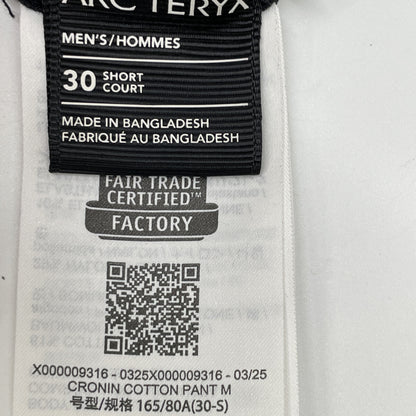 ARC'TERYX
MEN'S/HOMMES
30 SHORT
COURT
MADE IN BANGLADESH
FABRIQUÉ AU BANGLADESH
FAIR TRADE
CERTIFIED™
FACTORY
X000009316 - 0325X000009316 - 03/25
CRONIN COTTON PANT M
号型/规格 165/80A(30-S)